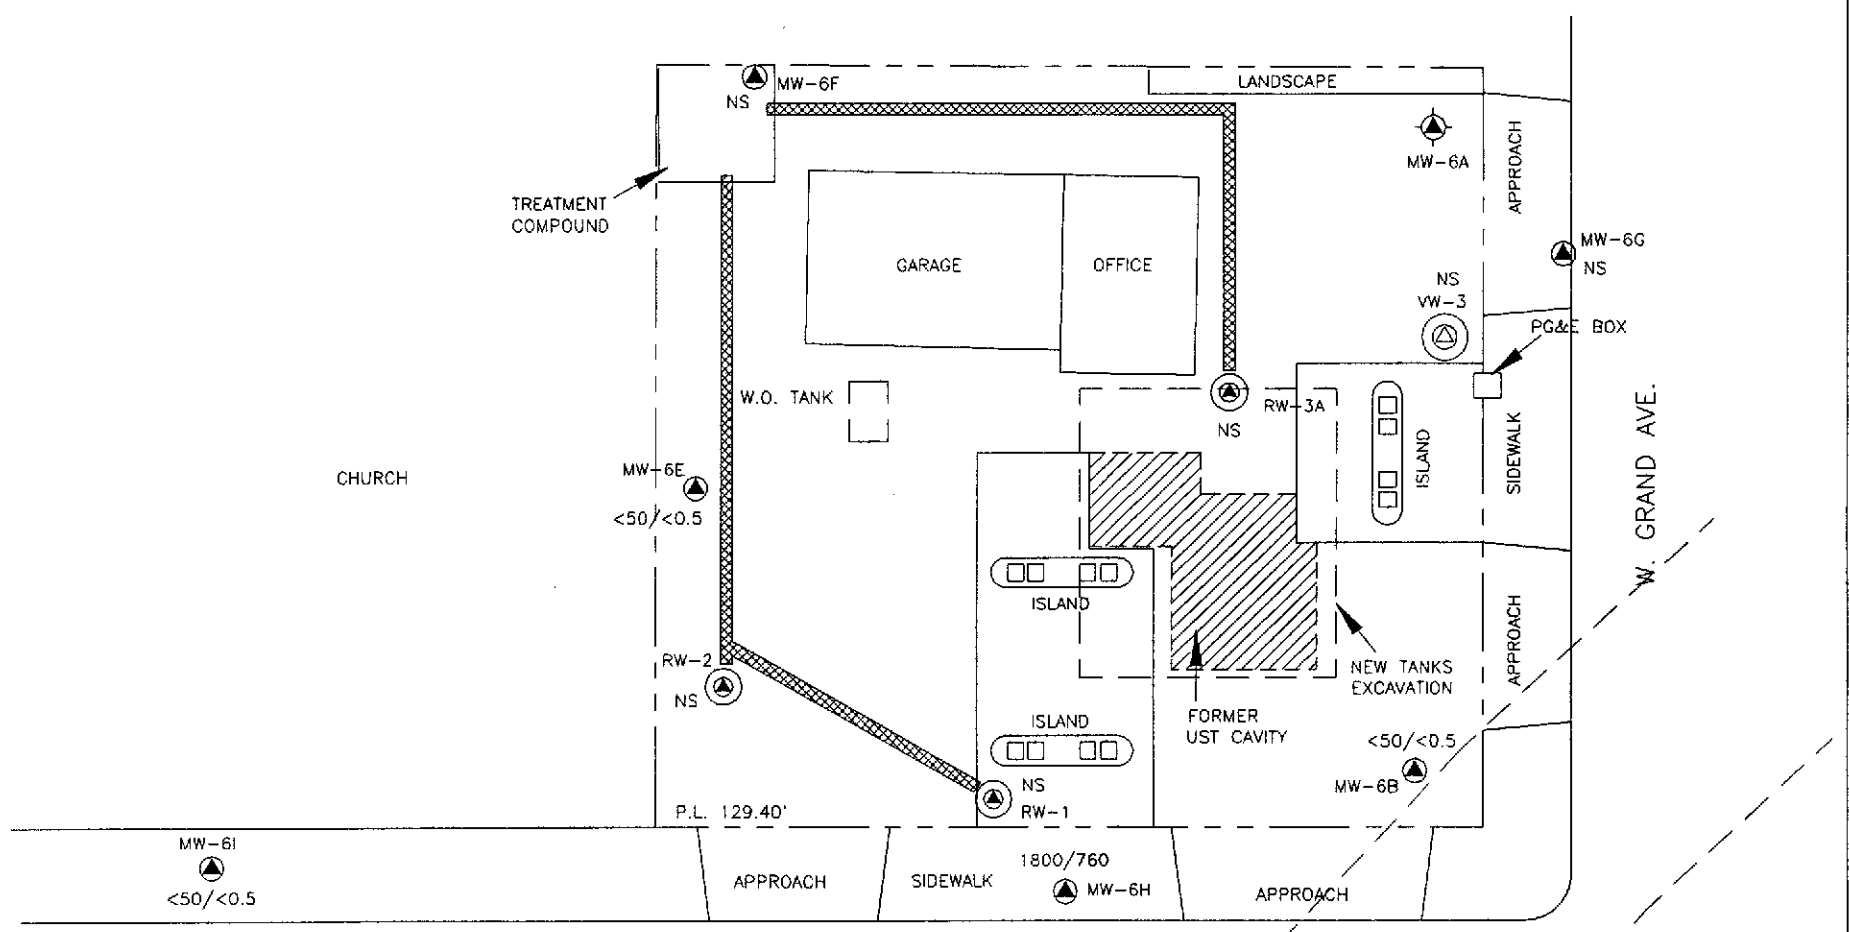 MW-6F
NS
LANDSCAPE
MW-6A
APPROACH
TREATMENT
COMPOUND
GARAGE
OFFICE
MW-6G
NS
NS
VW-3
PG&E BOX
W.O. TANK
RW-3A
NS
ISLAND
SIDEWALK
W. GRAND AVE.
CHURCH
MW-6E
<50/<0.5
ISLAND
APPROACH
RW-2
NS
NEW TANKS
EXCAVATION
FORMER
UST CAVITY
ISLAND
<50/<0.5
MW-6B
NS
RW-1
P.L. 129.40'
MW-6I
<50/<0.5
APPROACH
SIDEWALK
1800/760
MW-6H
APPROACH